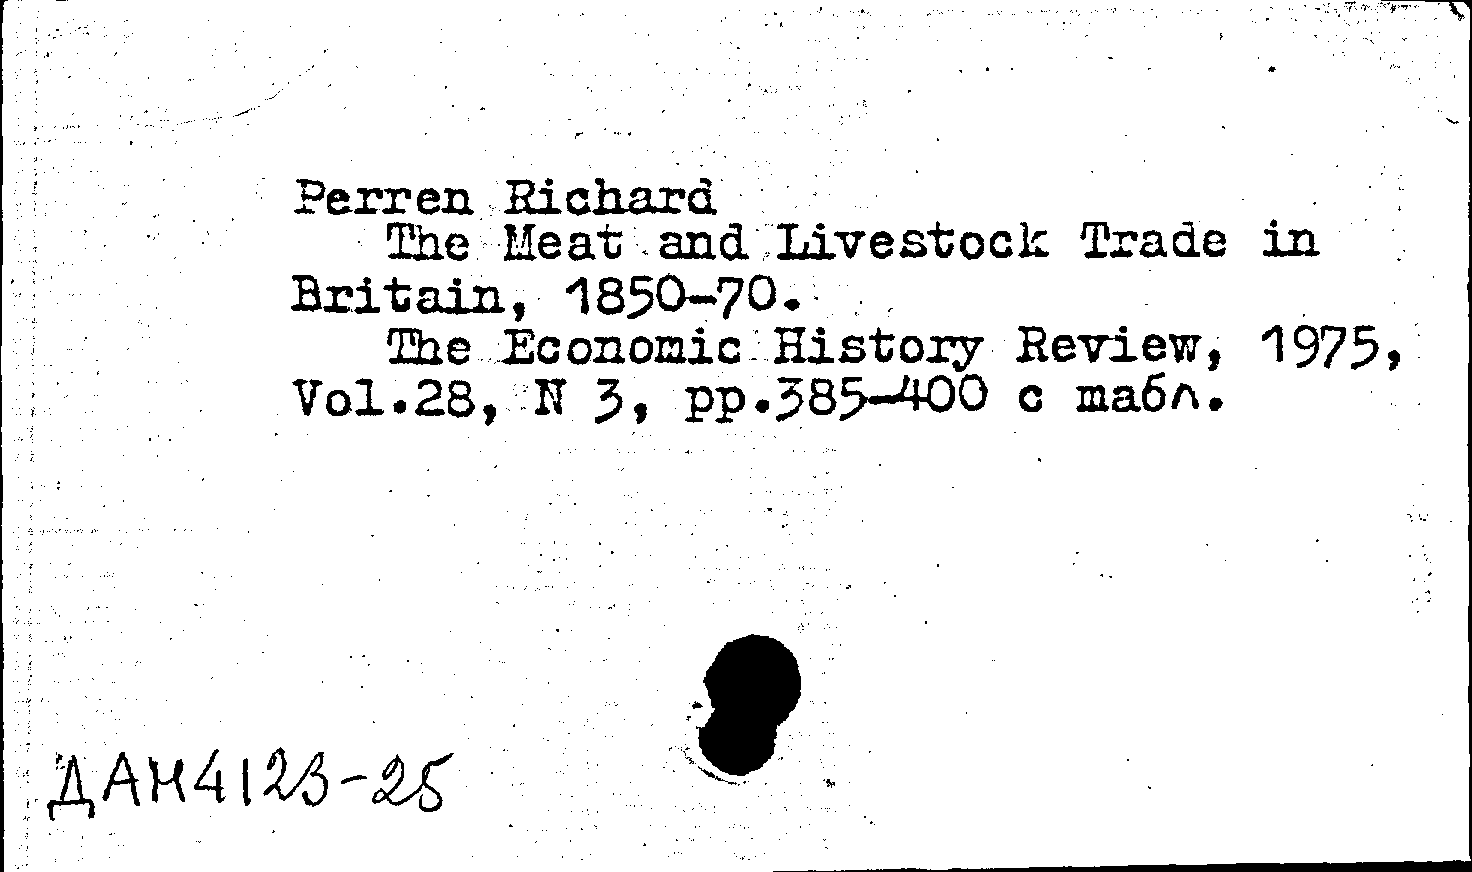 Perren Richard
The Meat and Livestock Trade in
Britain, 1850-70.
The Economic History Review, 1975,
Vol.28, N 3, pp.385-400 с табл.
ДАН4123-25